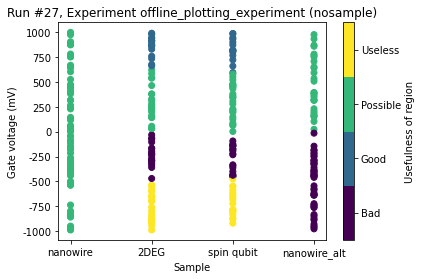 Run #27, Experiment offline_plotting_experiment (nosample)
1000
750
500
250
0
-250
-500
-750
-1000
Gate voltage (mV)
nanowire
2DEG
spin qubit
nanowire_alt
Sample
Useless
Possible
Good
Bad
Usefulness of region